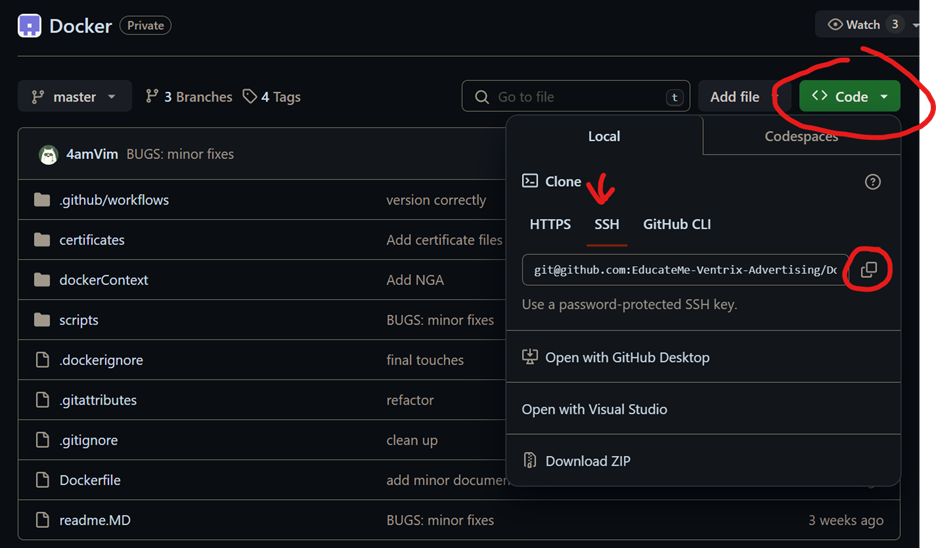 Docker Private
Watch 3
master 3 Branches 4 Tags
Go to file t
Add file
Code
4amVim BUGS: minor fixes
.github/workflows version correctly
certificates Add certificate files
dockerContext Add NGA
scripts BUGS: minor fixes
.dockerignore final touches
.gitattributes refactor
.gitignore clean up
Dockerfile add minor documen
readme.MD BUGS: minor fixes 3 weeks ago
Local Codespaces
Clone
HTTPS SSH GitHub CLI
git@github.com:EducateMe-Ventrix-Advertising/Do
Use a password-protected SSH key.
Open with GitHub Desktop
Open with Visual Studio
Download ZIP